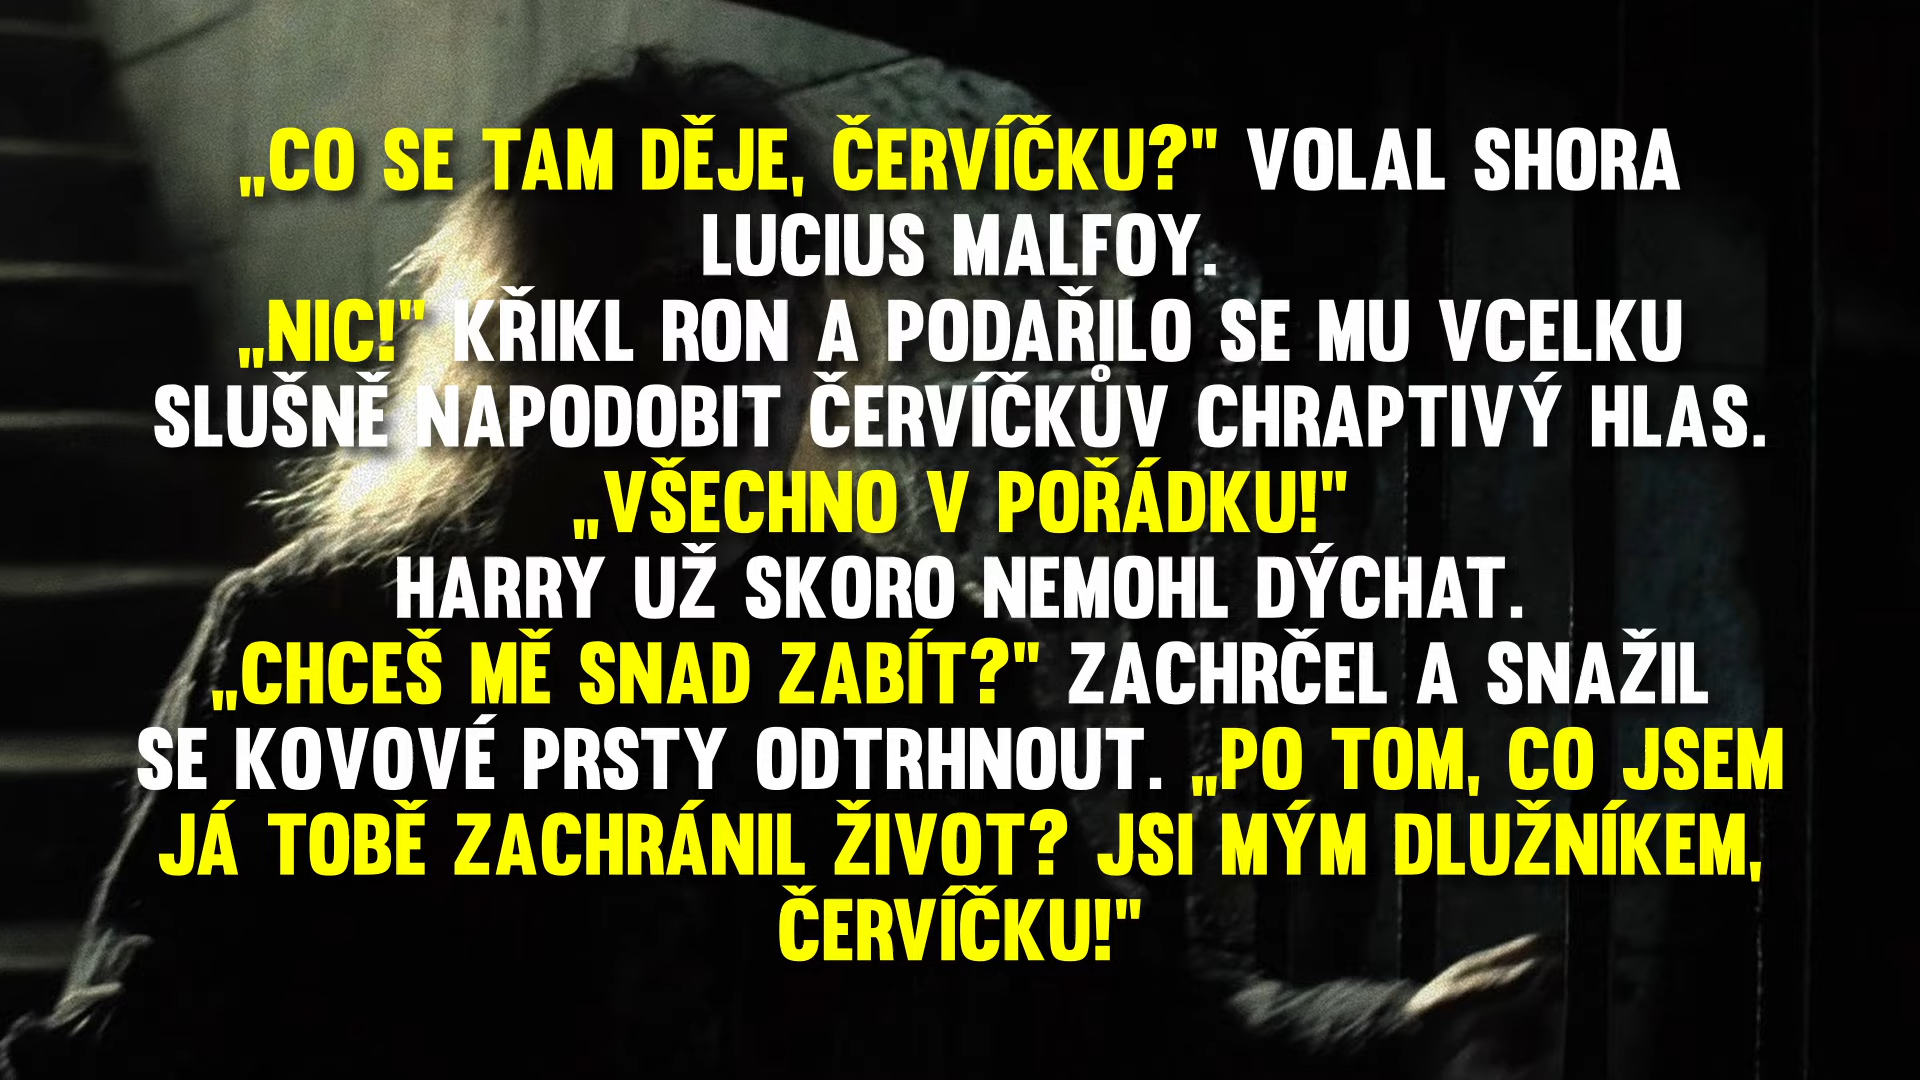 „CO SE TAM DĚJE, ČERVÍČKU?" VOLAL SHORA
LUCIUS MALFOY.
„NIC!" KŘIKL RON A PODAŘILO SE MU VCELKU
SLUŠNĚ NAPODOBIT ČERVÍČKŮV CHRAPTIVÝ HLAS.
„VŠECHNO V POŘÁDKU!"
HARRY UŽ SKORO NEMOHL DÝCHAT.
„CHCEŠ MĚ SNAD ZABÍT?" ZACHRČEL A SNAŽIL
SE KOVOVÉ PRSTY ODTRHNOUT. „PO TOM, CO JSEM
JÁ TOBĚ ZACHRÁNIL ŽIVOT? JSI MÝM DLUŽNÍKEM,
ČERVÍČKU!"